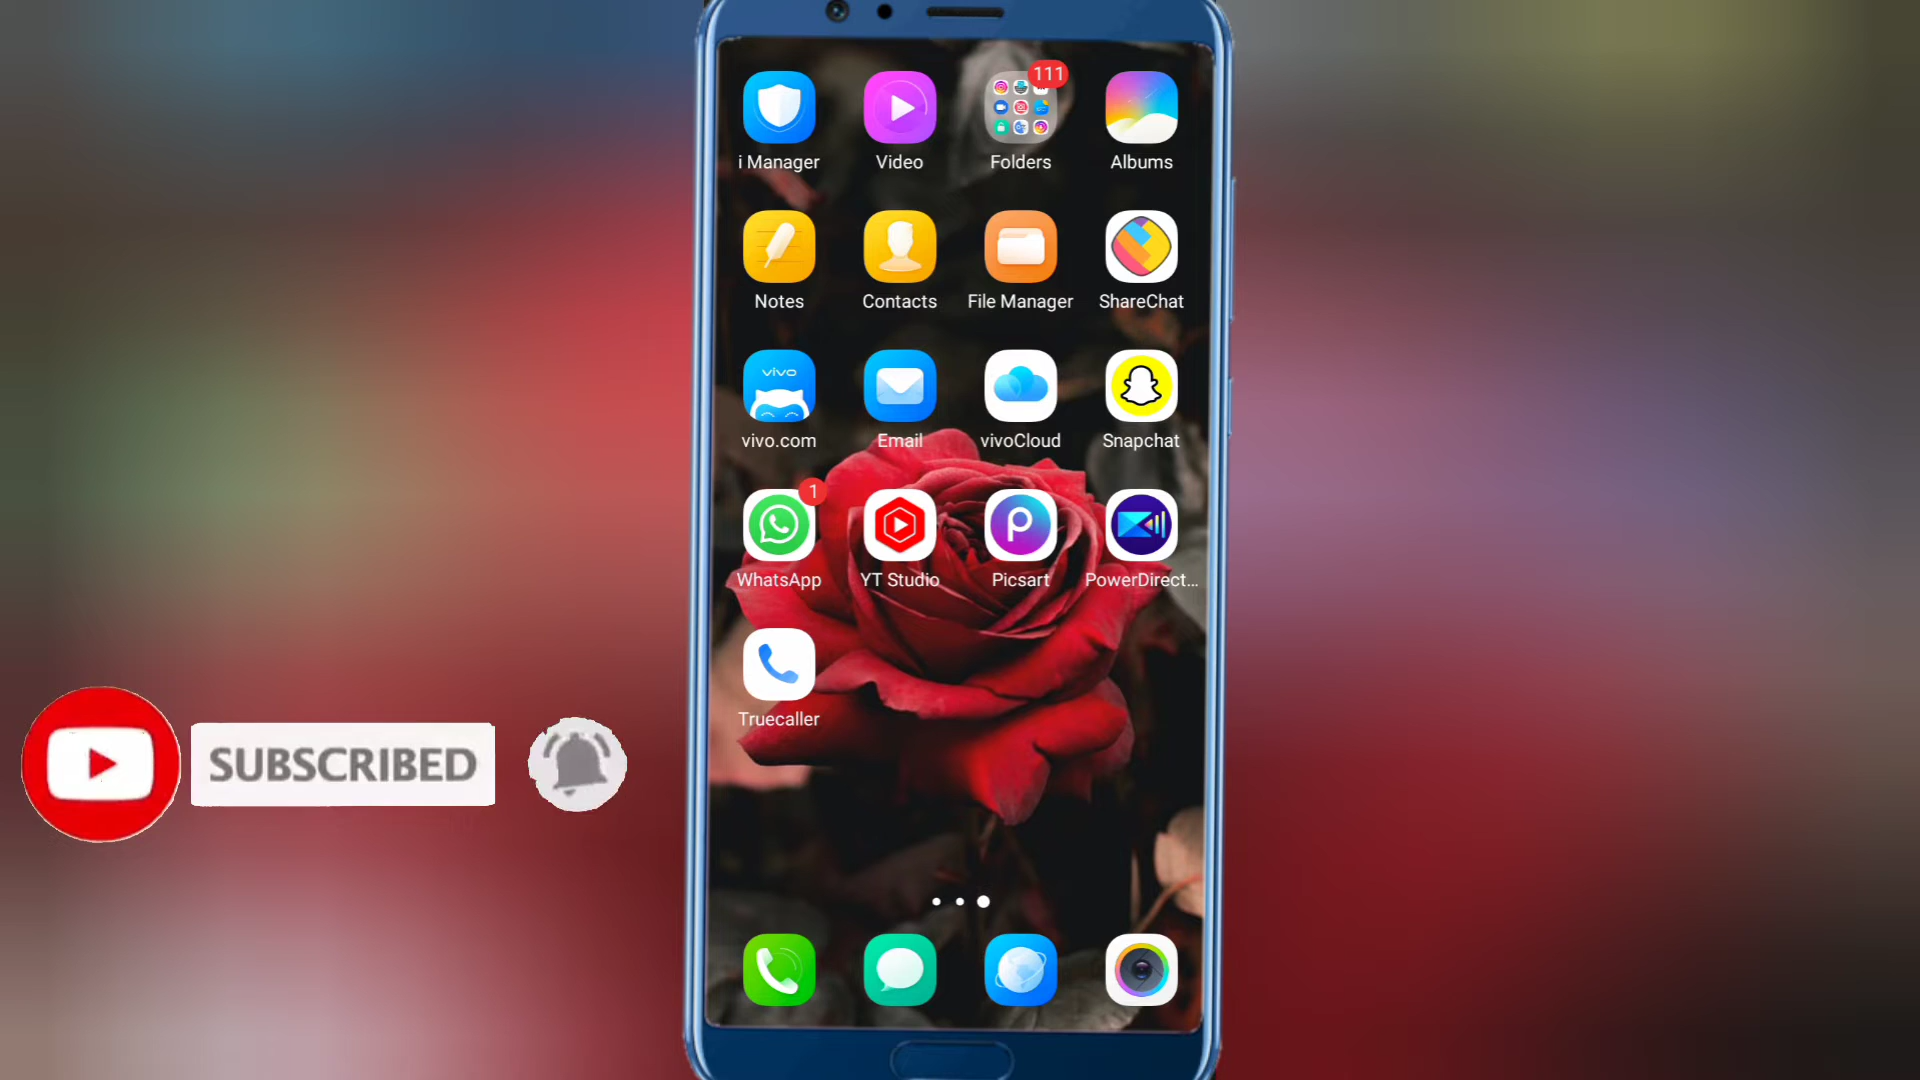 111
i Manager Video Folders Albums
Notes Contacts File Manager ShareChat
vivo
vivo.com Email vivoCloud Snapchat
1
WhatsApp YT Studio Picsart PowerDirect...
Truecaller
SUBSCRIBED